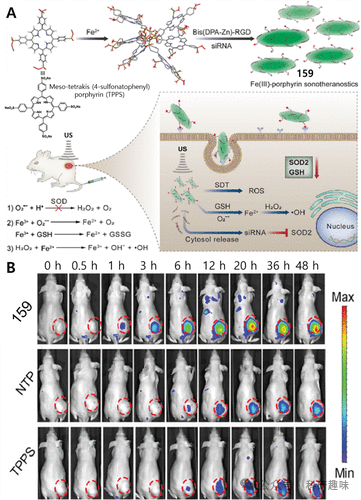 A
Fe³⁺
Bis(DPA-Zn)-RGD
siRNA
159
Fe(III)-porphyrin sonotheranostics
Meso-tetrakis (4-sulfonatophenyl)
porphyrin (TPPS)
US
SOD2
GSH
US
SDT
ROS
GSH
O₂•⁻
Fe²⁺
H₂O₂
•OH
Cytosol release
siRNA
SOD2
Nucleus
SOD
1) O₂•⁻ + H⁺
H₂O₂ + O₂
2) Fe³⁺ + O₂•⁻
Fe²⁺ + O₂
Fe³⁺ + GSH
Fe²⁺ + GSSG
3) H₂O₂ + Fe²⁺
Fe³⁺ + OH⁻ + •OH
B
0 h 0.5 h 1 h 3 h 6 h 12 h 20 h 36 h 48 h
159
NTP
TPPS
Max
Min